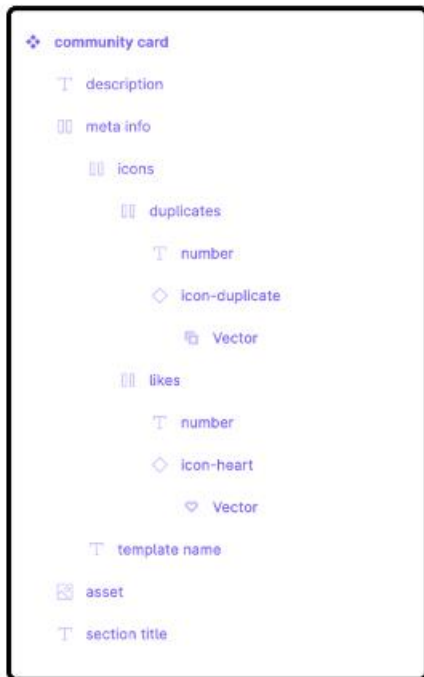 community card
description
meta info
icons
duplicates
number
icon-duplicate
Vector
likes
number
icon-heart
Vector
template name
asset
section title